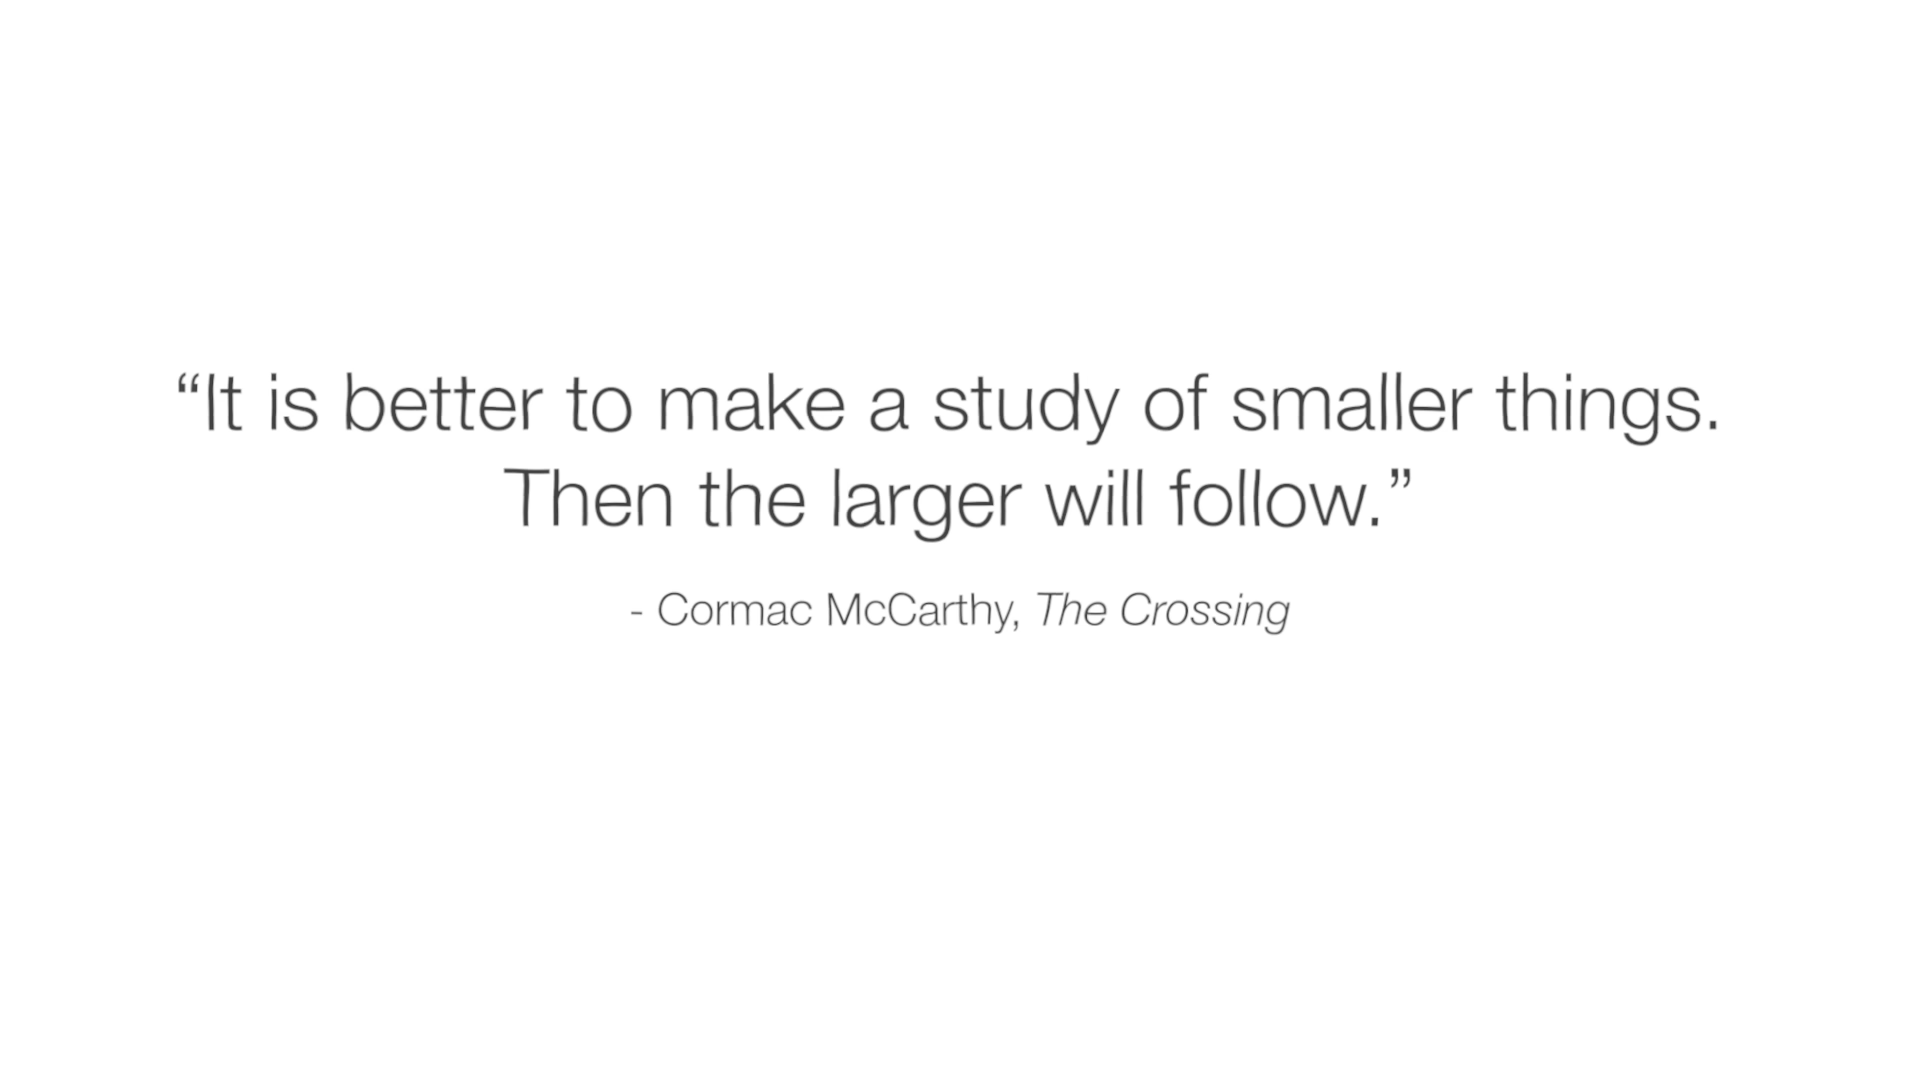 “It is better to make a study of smaller things.
Then the larger will follow.”
- Cormac McCarthy, The Crossing